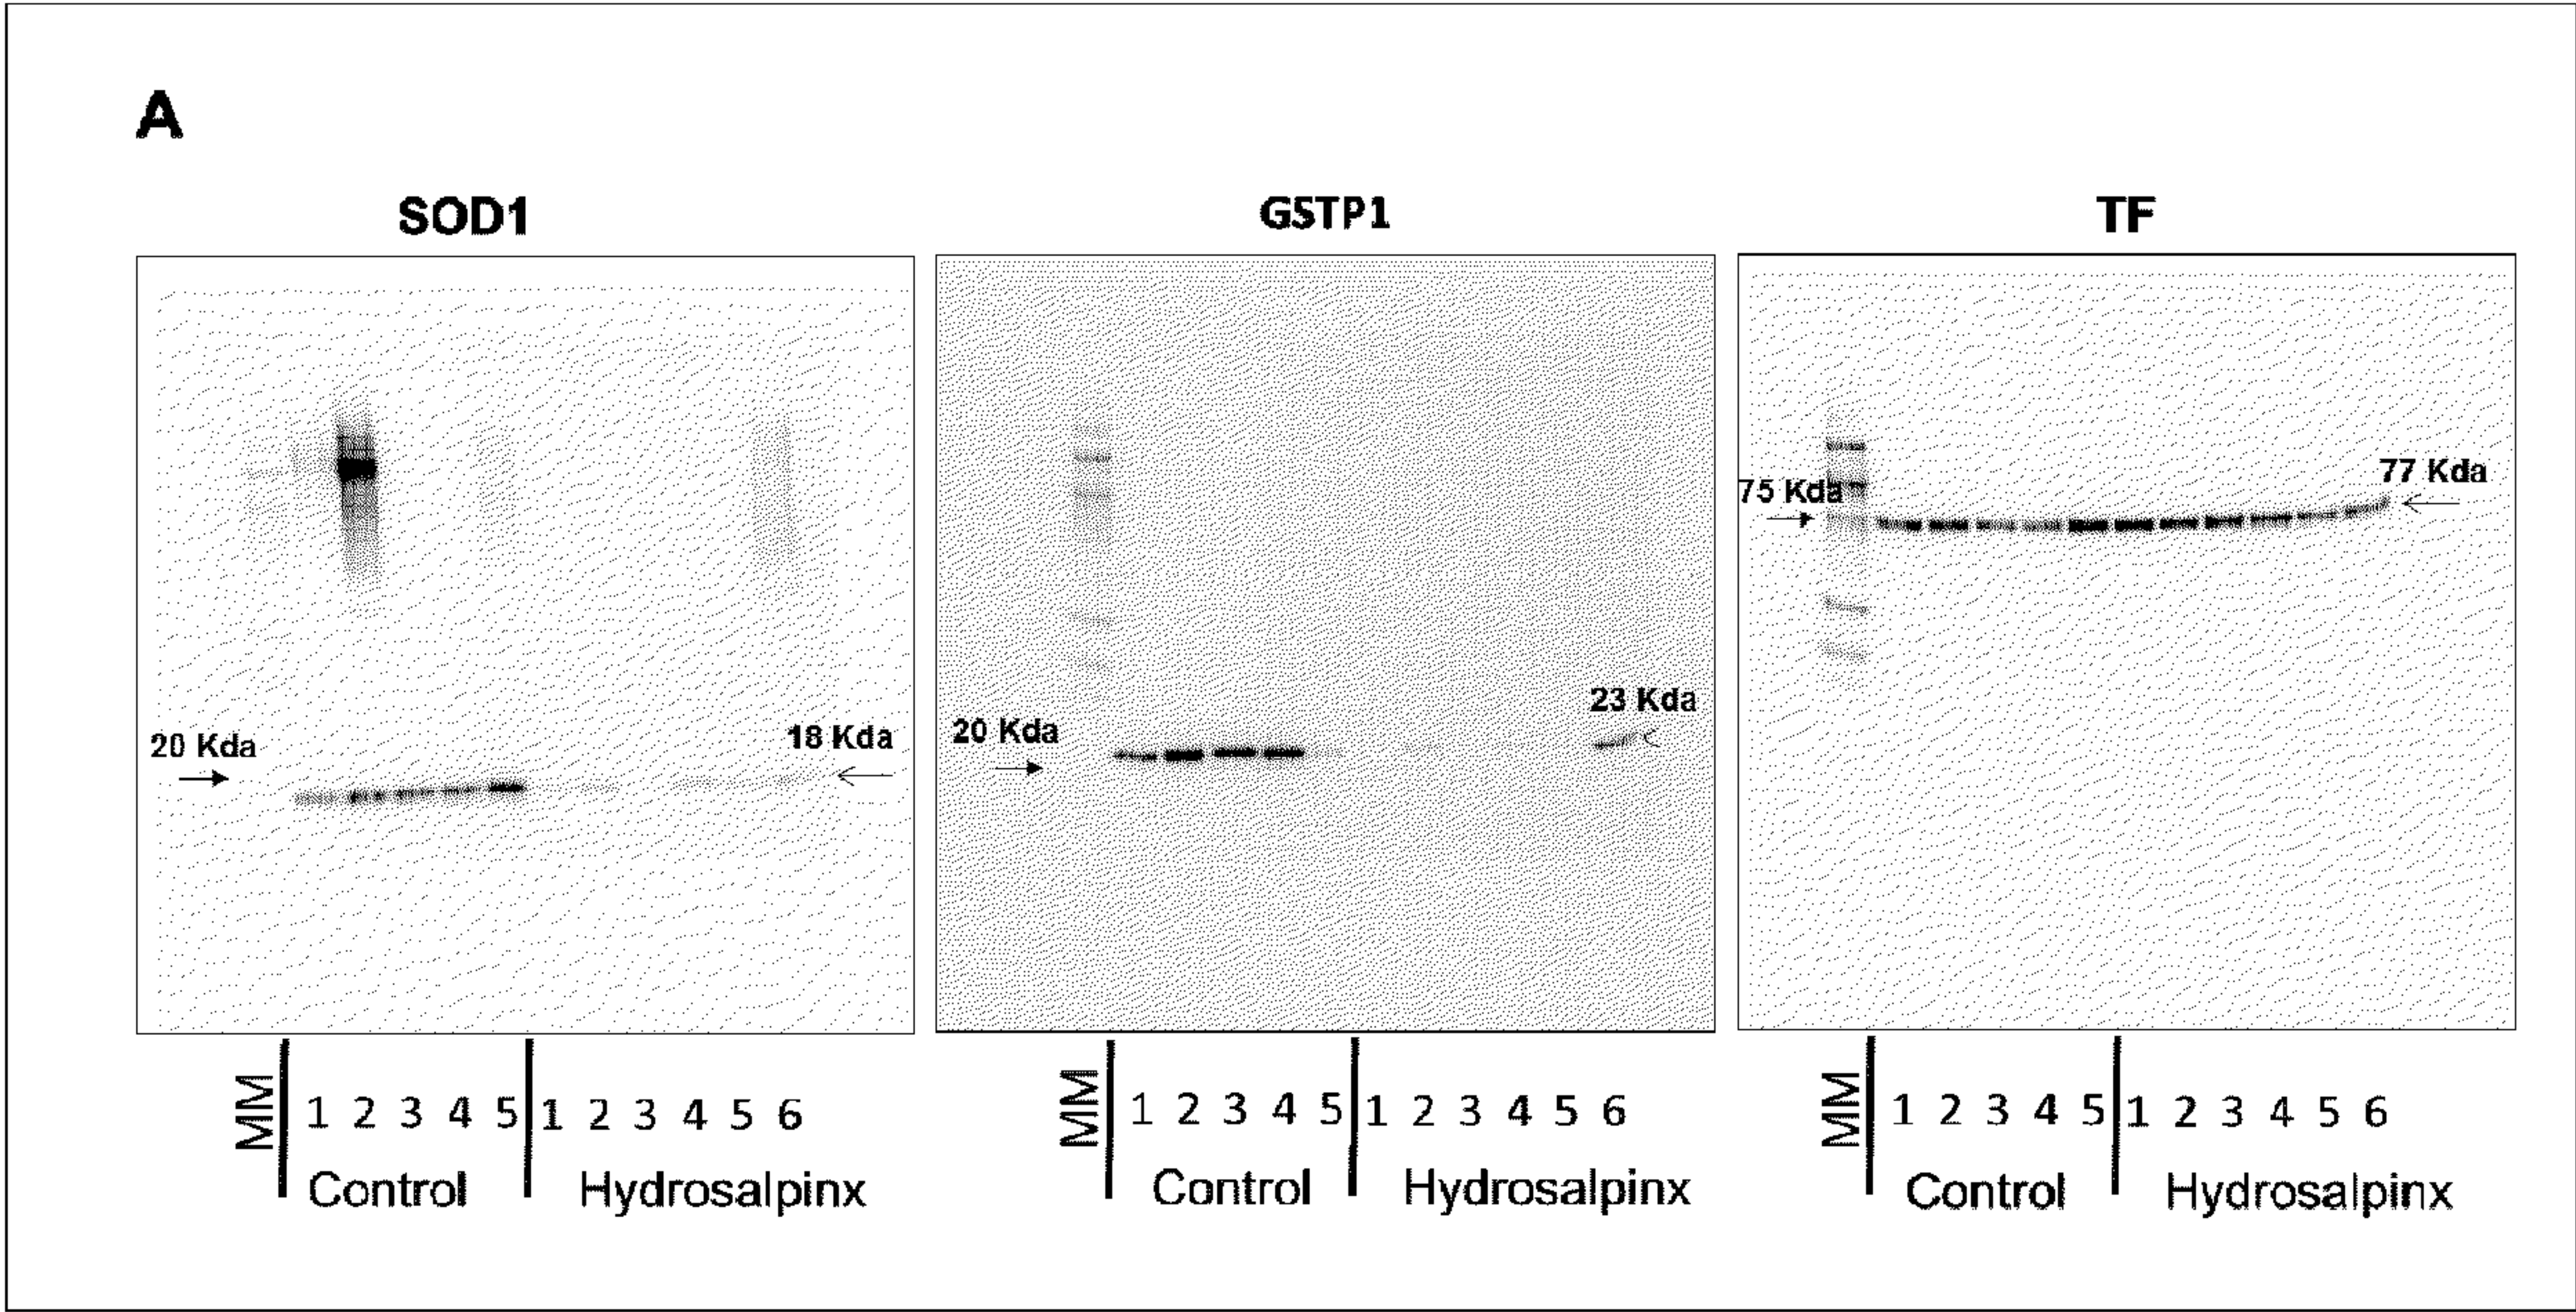 A
SOD1
GSTP1
TF
20 Kda
18 Kda
20 Kda
23 Kda
75 Kda
77 Kda
MM 1 2 3 4 5 1 2 3 4 5 6
Control Hydrosalpinx
MM 1 2 3 4 5 1 2 3 4 5 6
Control Hydrosalpinx
MM 1 2 3 4 5 1 2 3 4 5 6
Control Hydrosalpinx